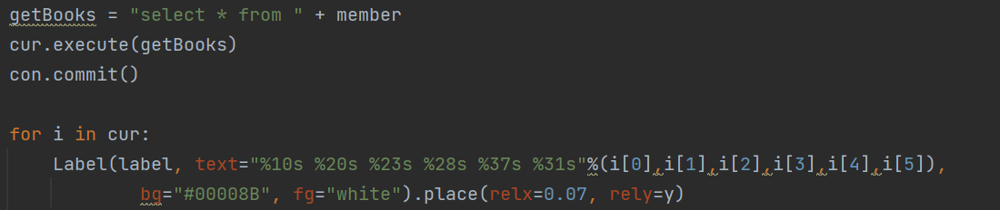 getBooks = "select * from " + member
cur.execute(getBooks)
con.commit()
for i in cur:
Label(label, text="%10s %20s %23s %28s %37s %31s"%(i[0],i[1],i[2],i[3],i[4],i[5]),
bg="#00008B", fg="white").place(relx=0.07, rely=y)